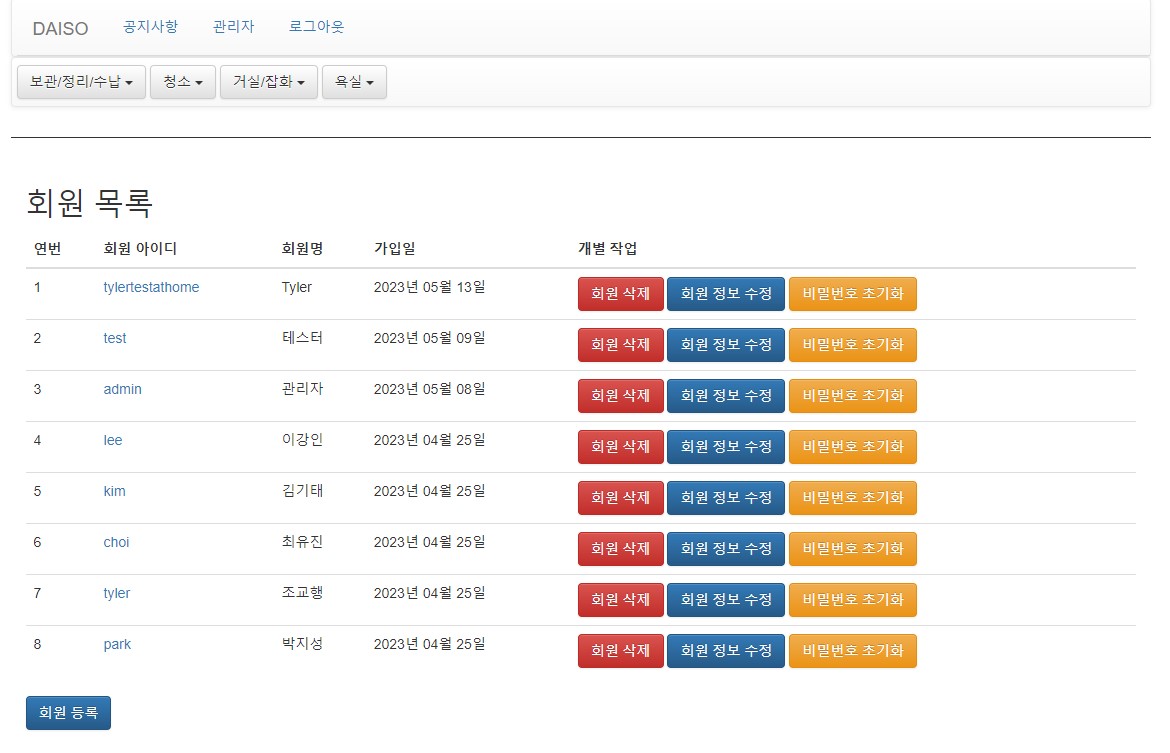 DAISO 공지사항 관리자 로그아웃
보관/정리/수납 청소 거실/잡화 욕실
회원 목록
연번 회원 아이디 회원명 가입일 개별 작업
1 tylertestathome Tyler 2023년 05월 13일 회원 삭제 회원 정보 수정 비밀번호 초기화
2 test 테스터 2023년 05월 09일 회원 삭제 회원 정보 수정 비밀번호 초기화
3 admin 관리자 2023년 05월 08일 회원 삭제 회원 정보 수정 비밀번호 초기화
4 lee 이강인 2023년 04월 25일 회원 삭제 회원 정보 수정 비밀번호 초기화
5 kim 김기태 2023년 04월 25일 회원 삭제 회원 정보 수정 비밀번호 초기화
6 choi 최유진 2023년 04월 25일 회원 삭제 회원 정보 수정 비밀번호 초기화
7 tyler 조교행 2023년 04월 25일 회원 삭제 회원 정보 수정 비밀번호 초기화
8 park 박지성 2023년 04월 25일 회원 삭제 회원 정보 수정 비밀번호 초기화
회원 등록